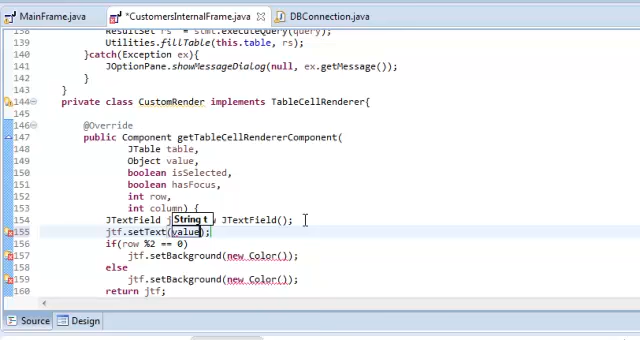 MainFrame.java
*CustomersInternalFrame.java
DBConnection.java
138 ResultSet rs = stmt.executeQuery(query);
139 Utilities.fillTable(this.table, rs);
140 }catch(Exception ex){
141 JOptionPane.showMessageDialog(null, ex.getMessage());
142 }
143 }
144 private class CustomRender implements TableCellRenderer{
145
146 @Override
147 public Component getTableCellRendererComponent(
148 JTable table,
149 Object value,
150 boolean isSelected,
151 boolean hasFocus,
152 int row,
153 int column) {
154 JTextField j String t w JTextField();
155 jtf.setText(value);
156 if(row %2 == 0)
157 jtf.setBackground(new Color());
158 else
159 jtf.setBackground(new Color());
160 return jtf;
Source Design